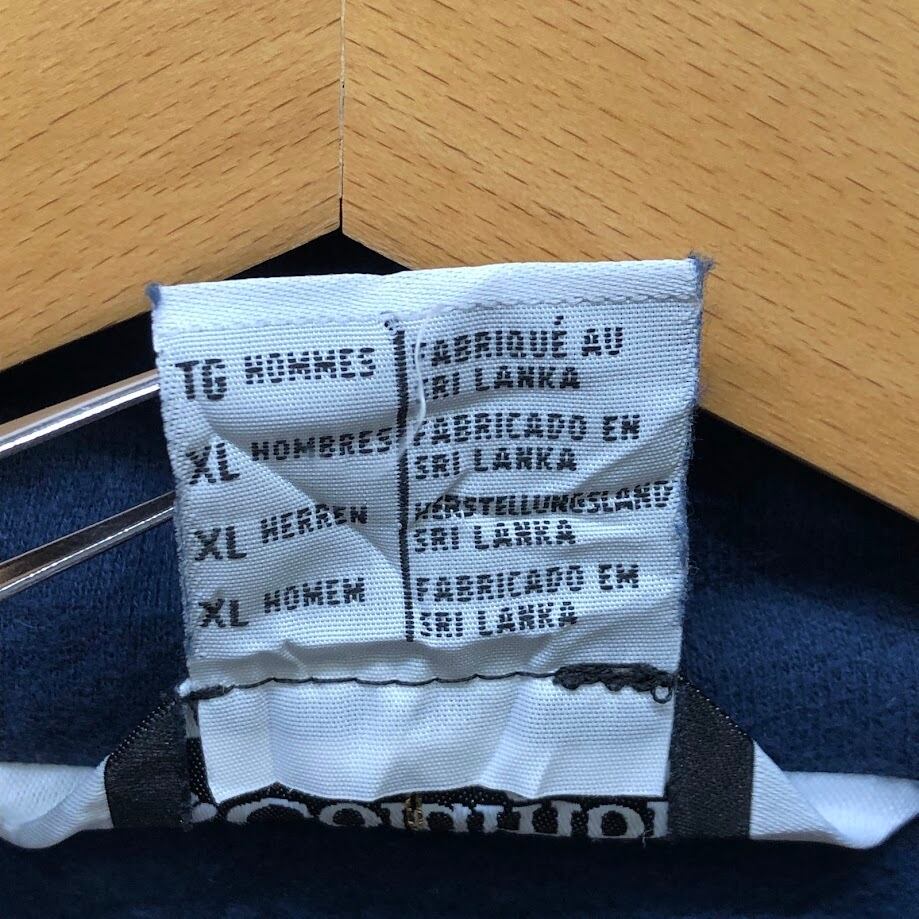 TG HOMMES FABRIQUÉ AU
SRI LANKA
XL HOMBRES FABRICADO EN
SRI LANKA
XL HERREN HERSTELLUNGSLAND
SRI LANKA
XL HOMEM FABRICADO EM
SRI LANKA